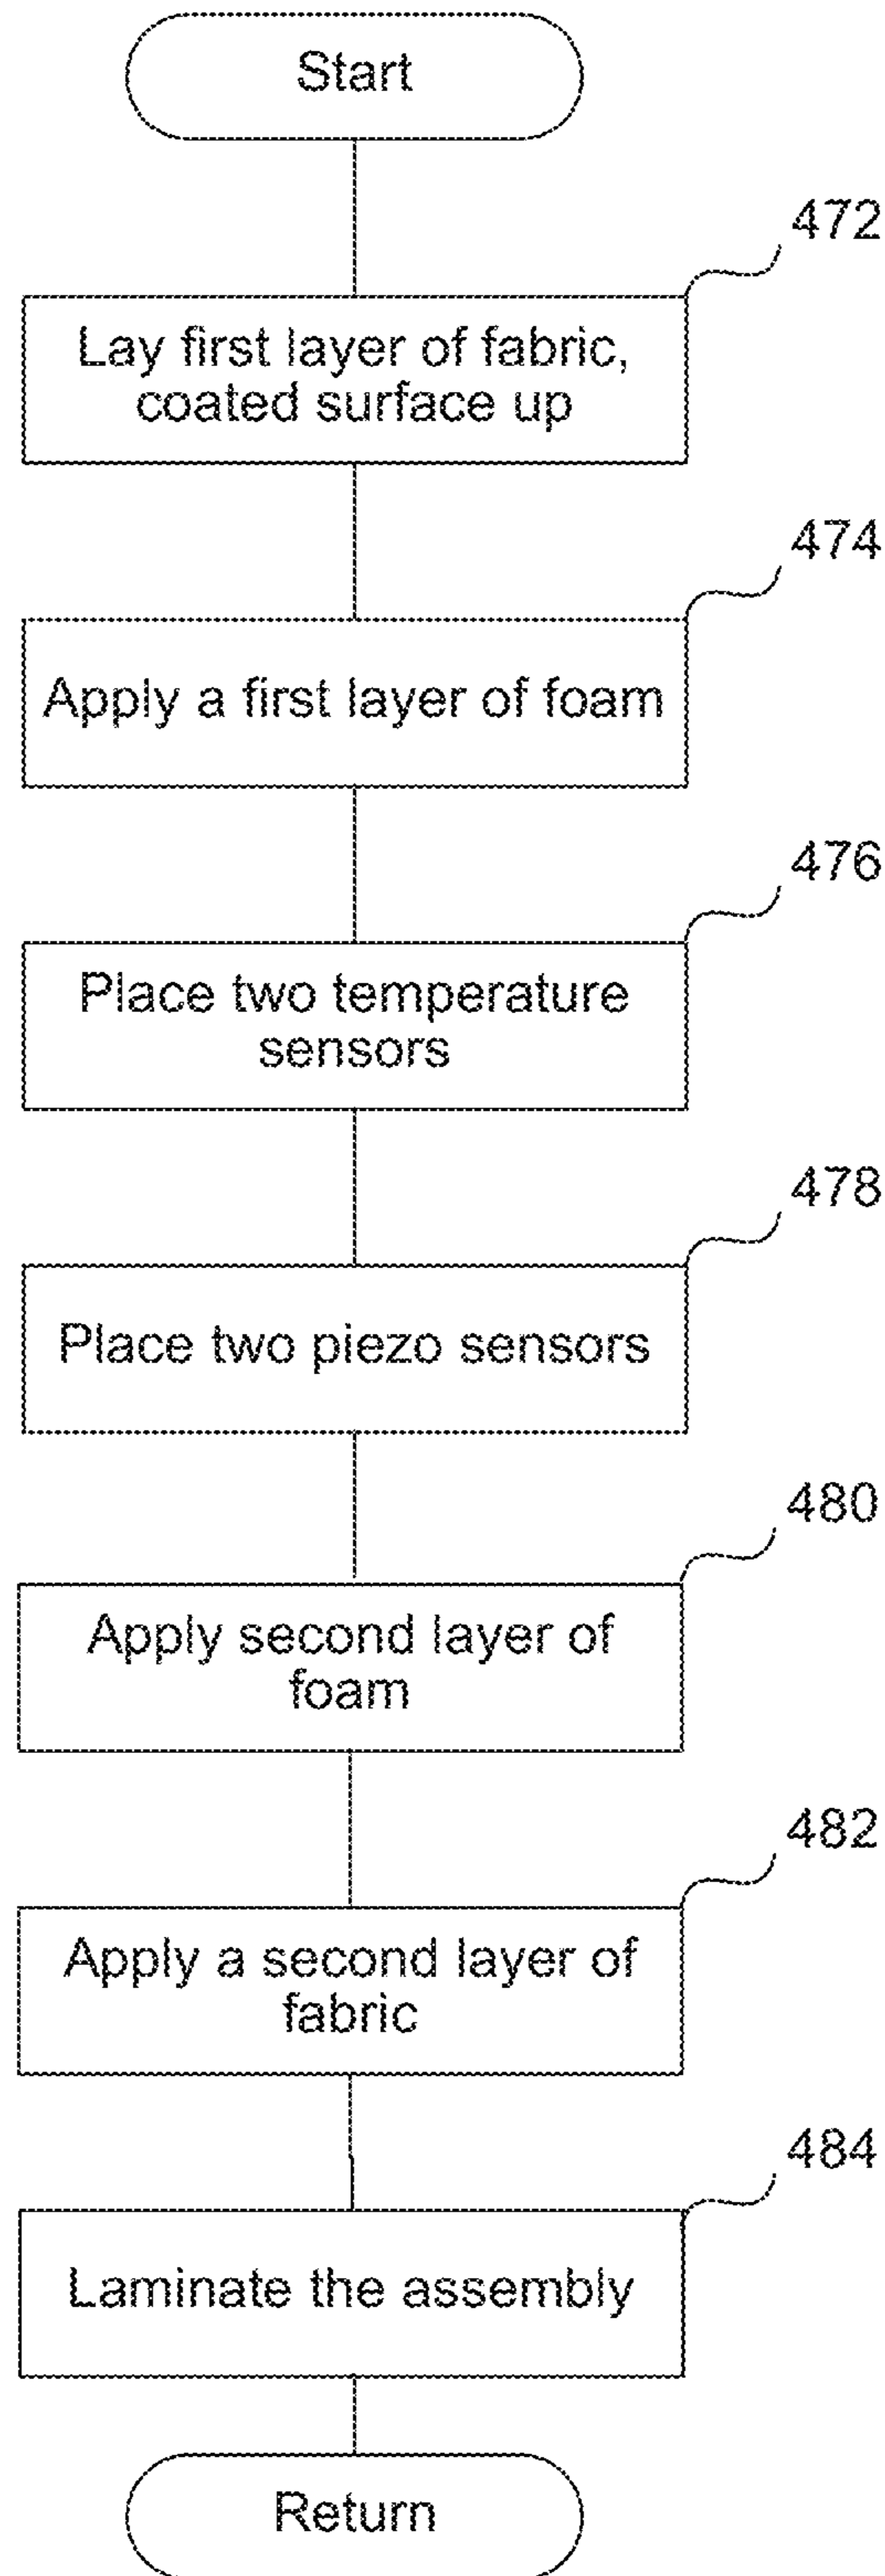 Start
472
Lay first layer of fabric,
coated surface up
474
Apply a first layer of foam
476
Place two temperature
sensors
478
Place two piezo sensors
480
Apply second layer of
foam
482
Apply a second layer of
fabric
484
Laminate the assembly
Return